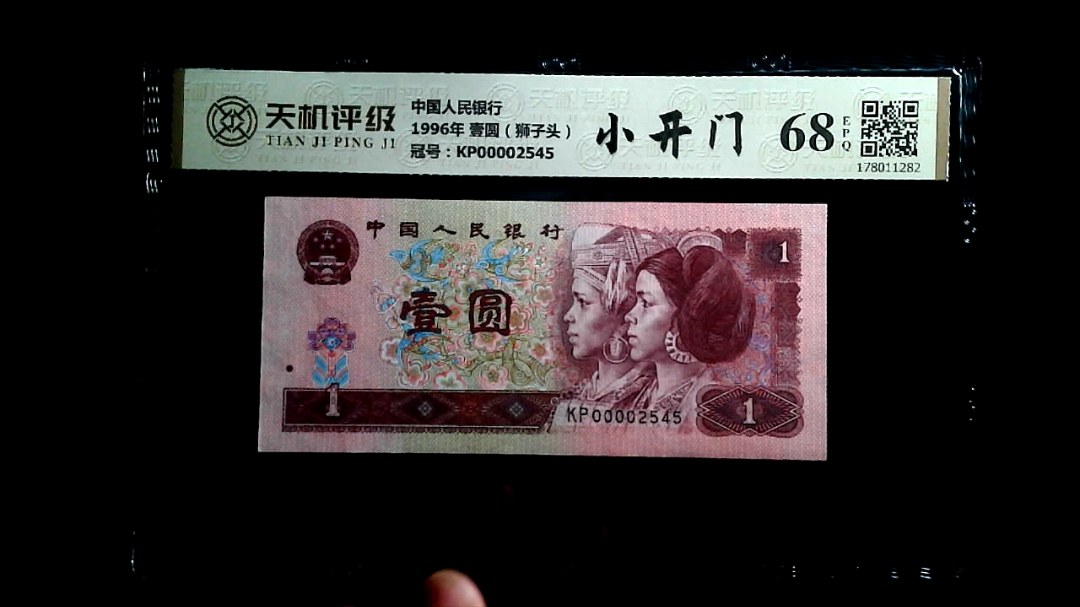 天机评级
TIAN JI PING JI
中国人民银行
1996年 壹圆（狮子头）
冠号：KP00002545
小开门
68
EPQ
178011282
中国人民银行
1
壹圆
1
KP00002545
1